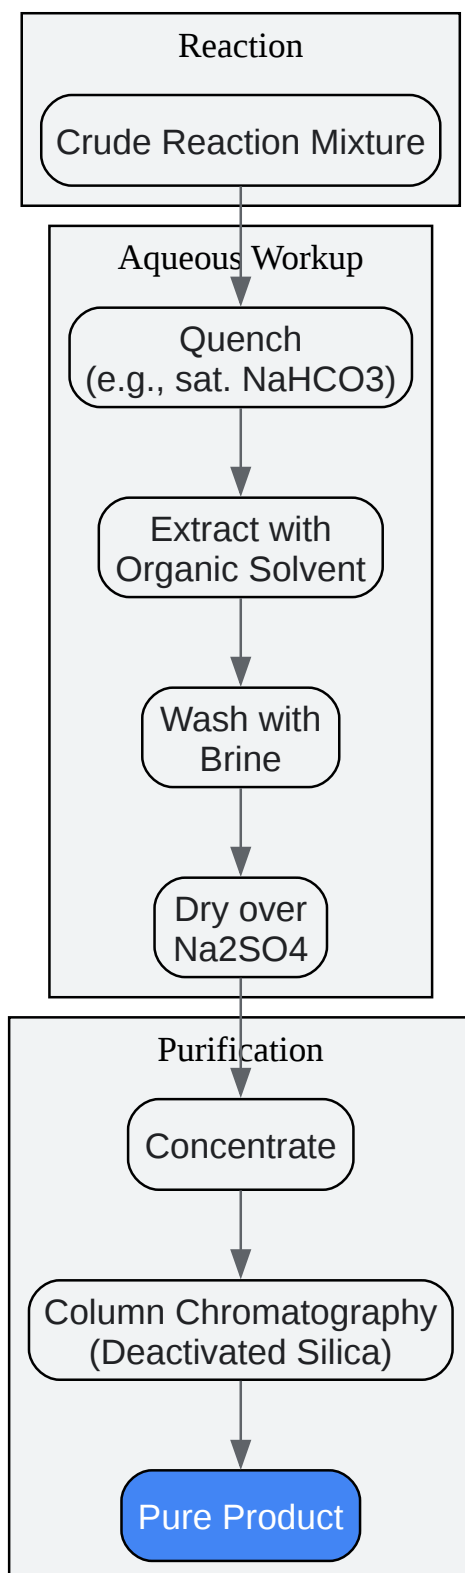 Reaction
Crude Reaction Mixture
Aqueous Workup
Quench
(e.g., sat. NaHCO3)
Extract with
Organic Solvent
Wash with
Brine
Dry over
Na2SO4
Purification
Concentrate
Column Chromatography
(Deactivated Silica)
Pure Product